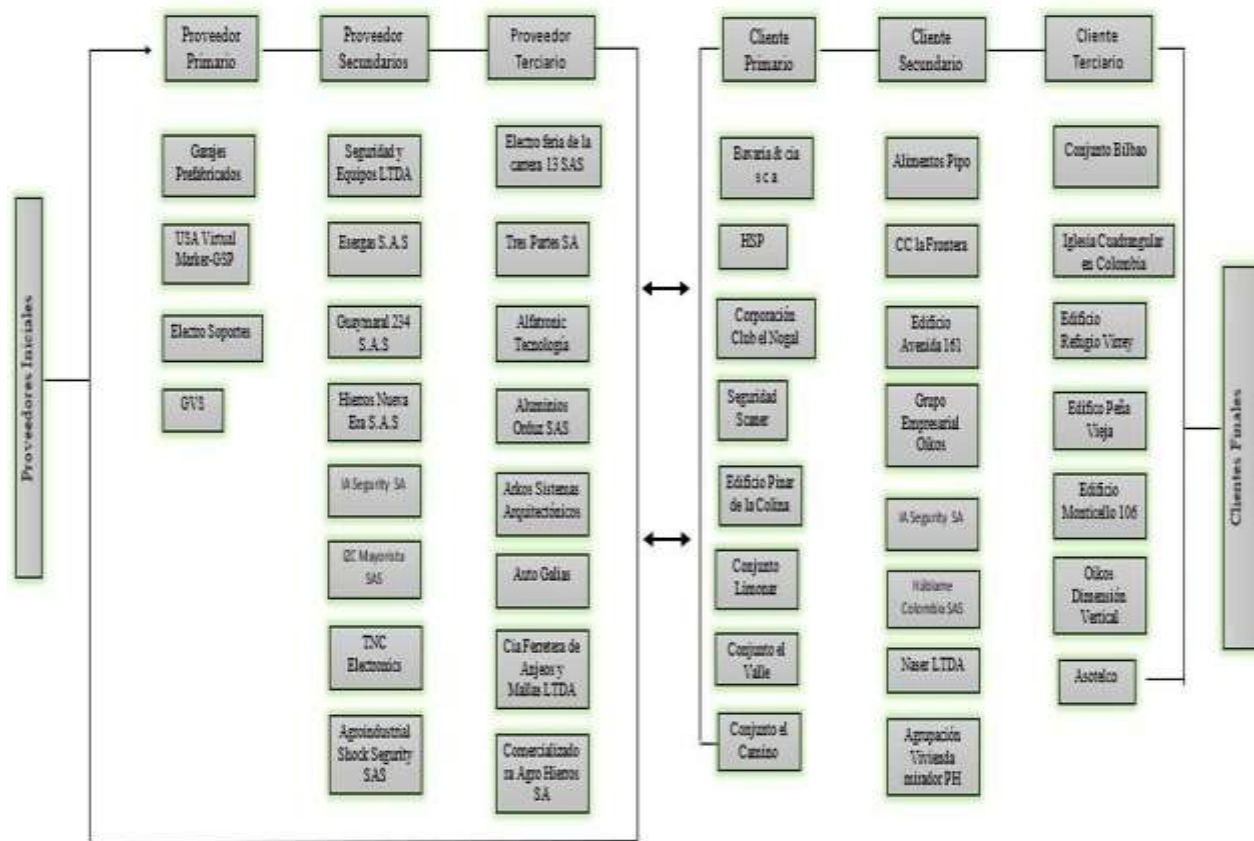 Proveedores Iniciales
Proveedor
Primario
Garajes
Prefabricados
USA Virtual
Marker-GSP
Electro Soportes
GVS
Proveedor
Secundarios
Seguridad y
Equipos LTDA
Esergas S.A.S
Guaymaral 234
S.A.S
Hierros Nueva
Era S.A.S
IA Segurity SA
I2C Mayorista
SAS
TNC
Electronics
Agroindustrial
Shock Segurity
SAS
Proveedor
Terciario
Electro feria de la
carrera 13 SAS
Tres Partes SA
Alfatronic
Tecnología
Aluminios
Orduz SAS
Arkos Sistemas
Arquitectónicos
Auto Galias
Cia Ferretera de
Anjeos y
Mallas LTDA
Comercializado
ra Agro Hierros
SA
Cliente
Primario
Bavaria & cia
s c a
HSP
Corporación
Club el Nogal
Seguridad
Scaner
Edificio Pinar
de la Colina
Conjunto
Limonar
Conjunto el
Valle
Conjunto el
Camino
Cliente
Secundario
Alimentos Pipo
CC la Frontera
Edificio
Avenida 161
Grupo
Empresarial
Oikos
IA Segurity SA
Háblame
Colombia SAS
Naser LTDA
Agrupación
Vivienda
mirador PH
Cliente
Terciario
Conjunto Bilbao
Iglesia Cuadrangular
en Colombia
Edificio
Refugio Virrey
Edifico Peña
Vieja
Edificio
Monticello 106
Oikos
Dimensión
Vertical
Asotelco
Clientes Finales